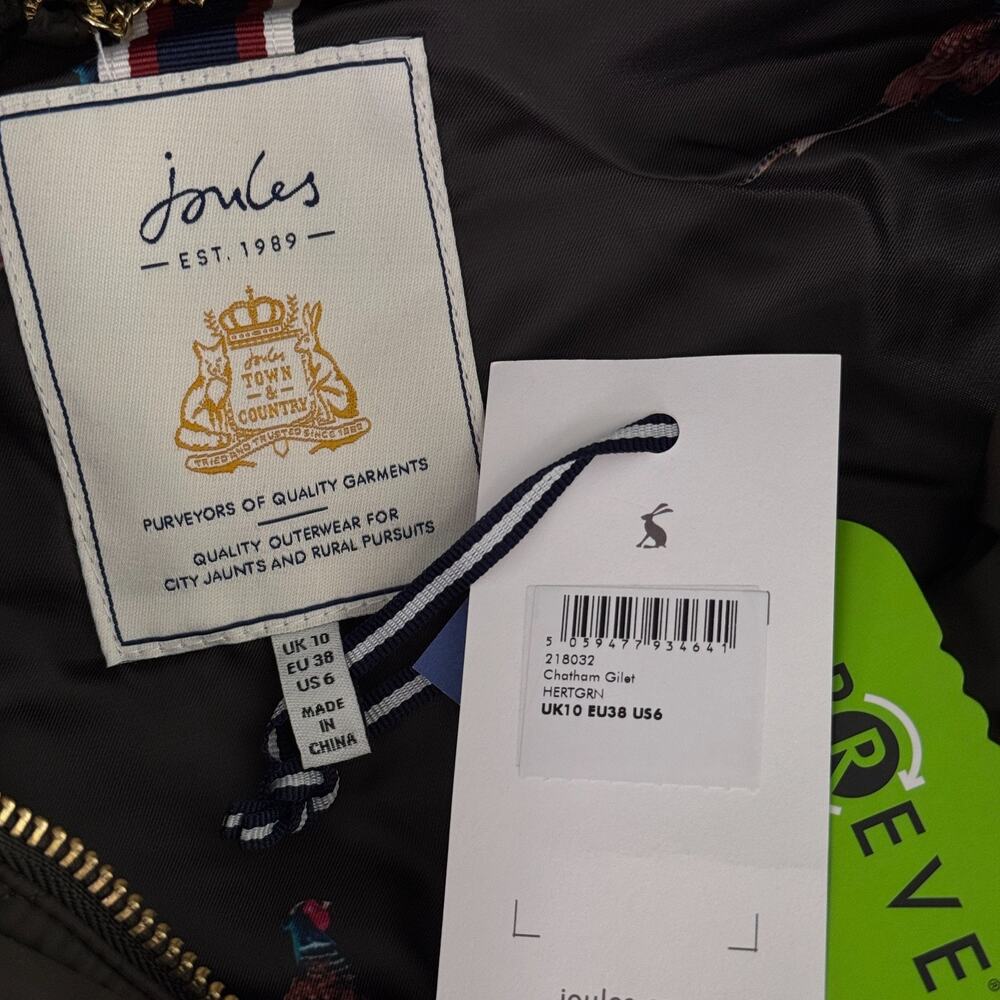 joules
EST. 1989
joules
TOWN
&
COUNTRY
TRIED AND TRUSTED SINCE 1989
PURVEYORS OF QUALITY GARMENTS
QUALITY OUTERWEAR FOR
CITY JAUNTS AND RURAL PURSUITS
UK 10
EU 38
US 6
MADE
IN
CHINA
5 059477 934641
218032
Chatham Gilet
HERTGRN
UK10 EU38 US6
joules
REPREVE